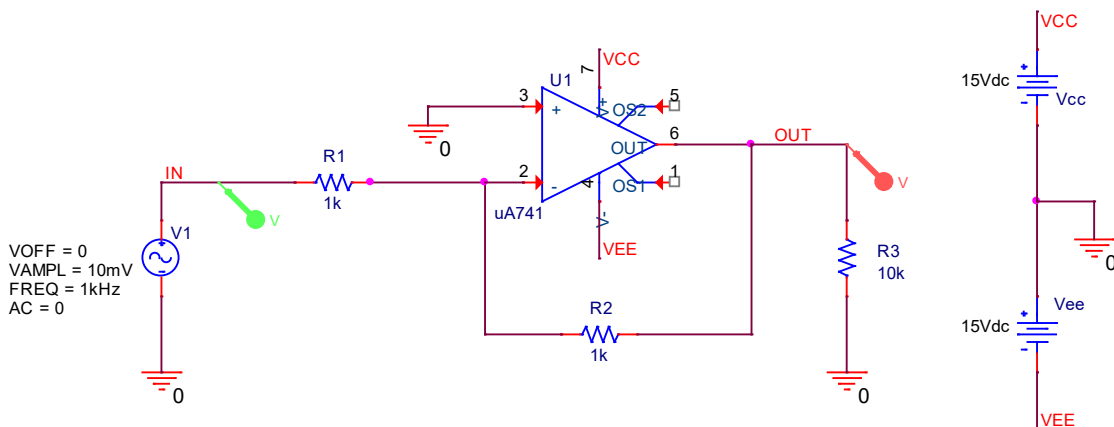 VCC
15Vdc
Vcc
0
Vee
15Vdc
VEE
U1
7
VCC
V+
3
+
5
OS2
OUT
6
OUT
2
-
4
OS1
1
uA741
V-
VEE
0
IN
R1
1k
V
V1
VOFF = 0
VAMPL = 10mV
FREQ = 1kHz
AC = 0
0
R2
1k
V
R3
10k
0